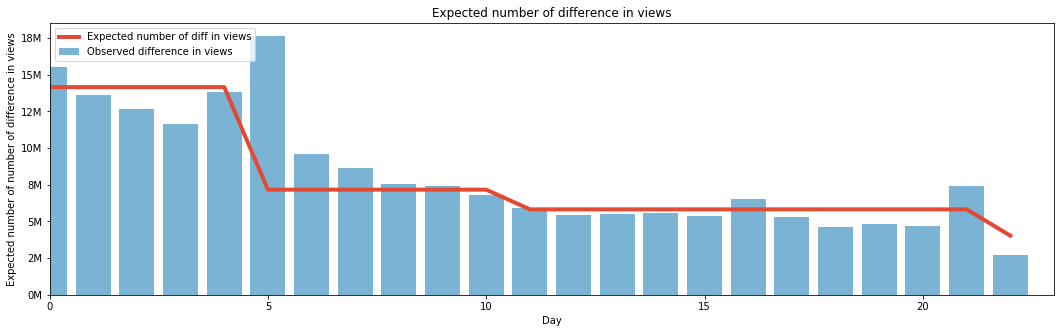 Expected number of difference in views
Expected number of number of difference in views
18M
15M
12M
10M
8M
5M
2M
0M
Expected number of diff in views
Observed difference in views
0
5
10
15
20
Day